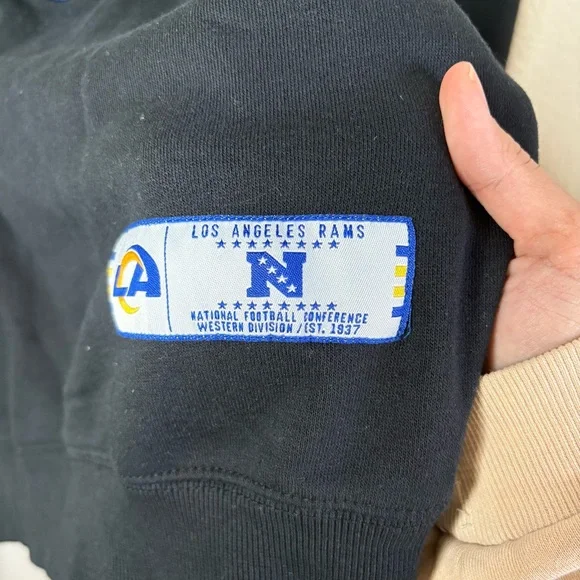 LOS ANGELES RAMS
LA
N
NATIONAL FOOTBALL CONFERENCE
WESTERN DIVISION / EST. 1937